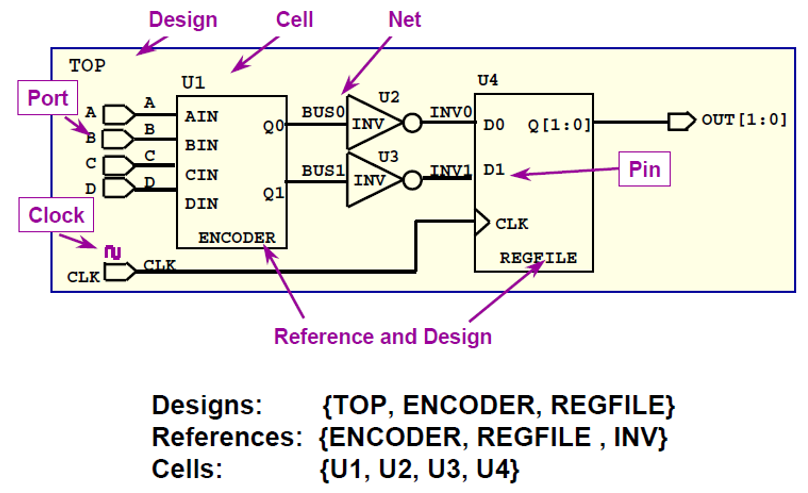 Design Cell Net
TOP
U1
U4
Port
A A AIN
B B BIN
C C CIN
D D DIN
Q0 BUS0 INV U2 INV0 D0 Q[1:0] OUT[1:0]
Q1 BUS1 INV U3 INV1 D1
Pin
Clock
ENCODER
CLK
CLK CLK
REGFILE
Reference and Design
Designs: {TOP, ENCODER, REGFILE}
References: {ENCODER, REGFILE , INV}
Cells: {U1, U2, U3, U4}